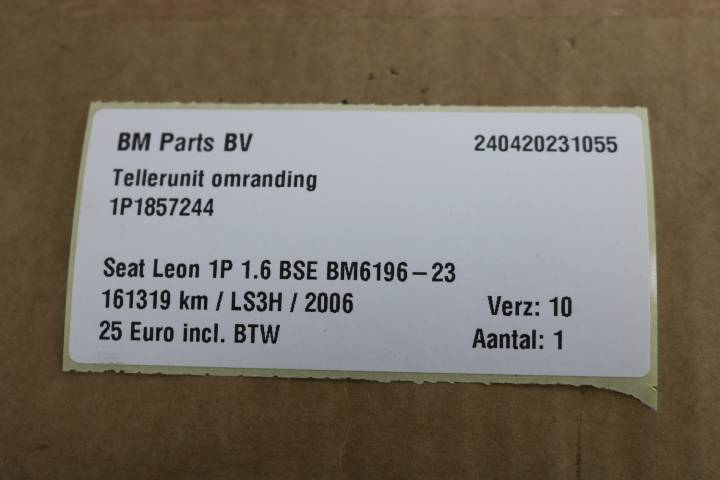 BM Parts BV 240420231055
Tellerunit omranding
1P1857244
Seat Leon 1P 1.6 BSE BM6196-23
161319 km / LS3H / 2006 Verz: 10
25 Euro incl. BTW Aantal: 1